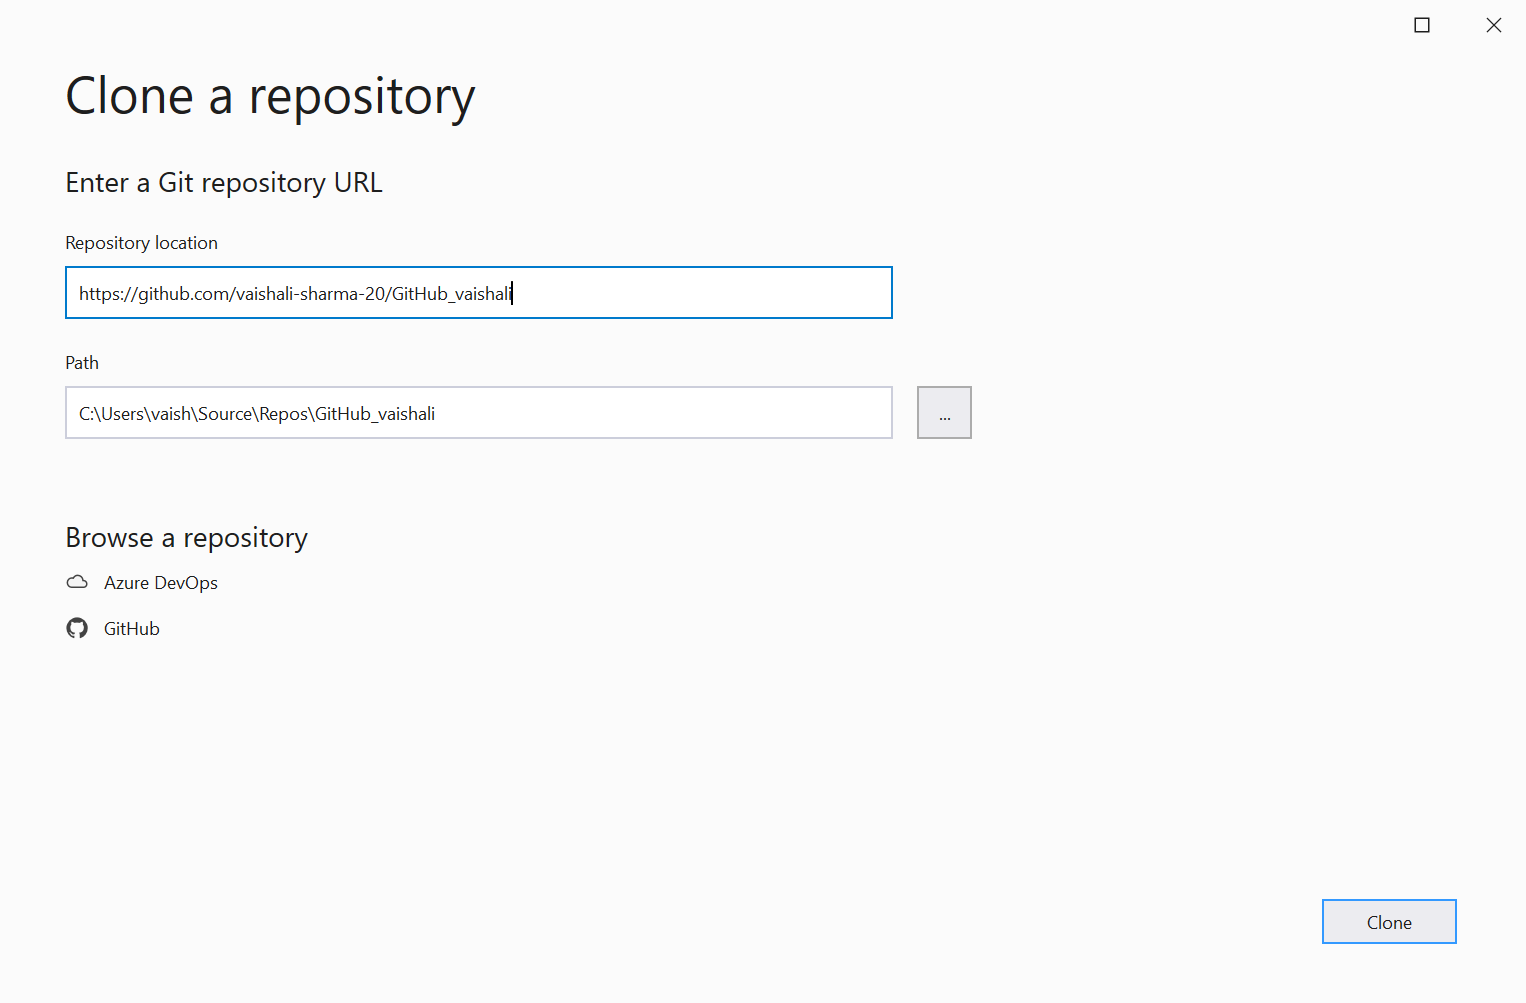 Clone a repository
Enter a Git repository URL
Repository location
https://github.com/vaishali-sharma-20/GitHub_vaishali
Path
C:\Users\vaish\Source\Repos\GitHub_vaishali
...
Browse a repository
Azure DevOps
GitHub
Clone